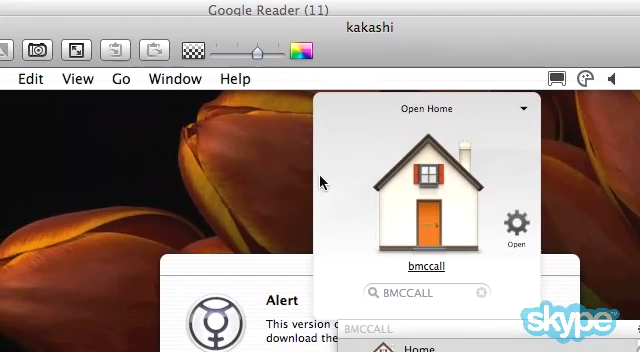 Google Reader (11)
kakashi
Edit View Go Window Help
Open Home
Open
bmccall
BMCCALL
Alert
This version
download the
BMCCALL
Home
skype
TV